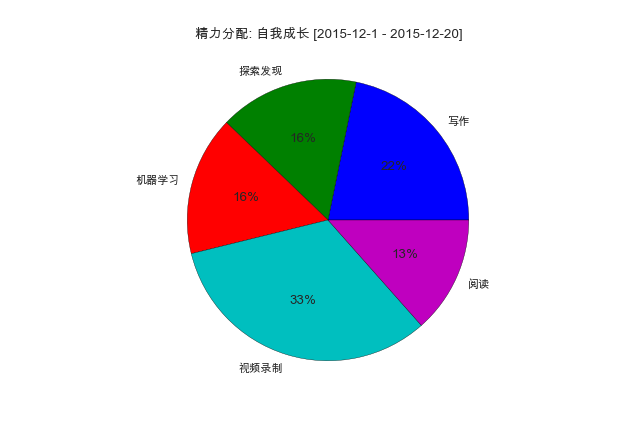 精力分配: 自我成长 [2015-12-1 - 2015-12-20]
探索发现
写作
16%
22%
机器学习
16%
13%
阅读
33%
视频录制